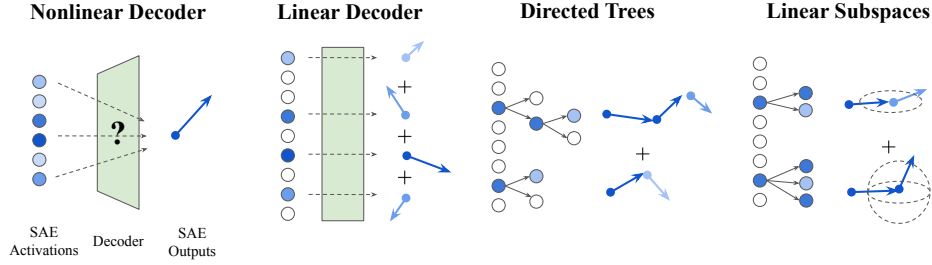 Nonlinear Decoder
Linear Decoder
Directed Trees
Linear Subspaces
?
+
+
+
+
+
SAE
Activations
Decoder
SAE
Outputs